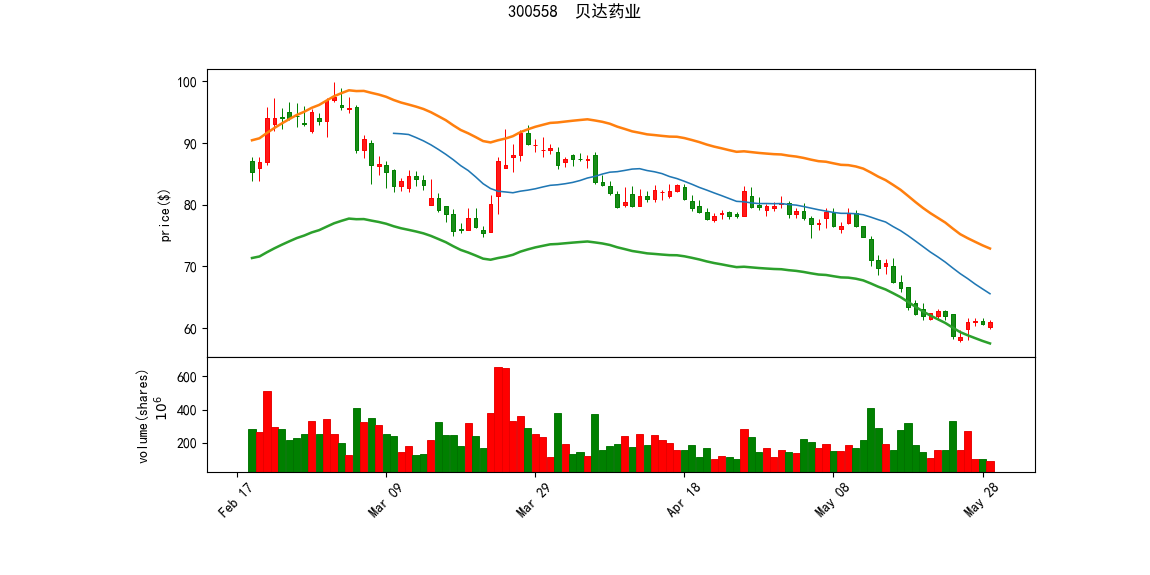 300558 贝达药业
price($)
100
90
80
70
60
volume(shares)
10^6
600
400
200
Feb 17
Mar 09
Mar 29
Apr 18
May 08
May 28